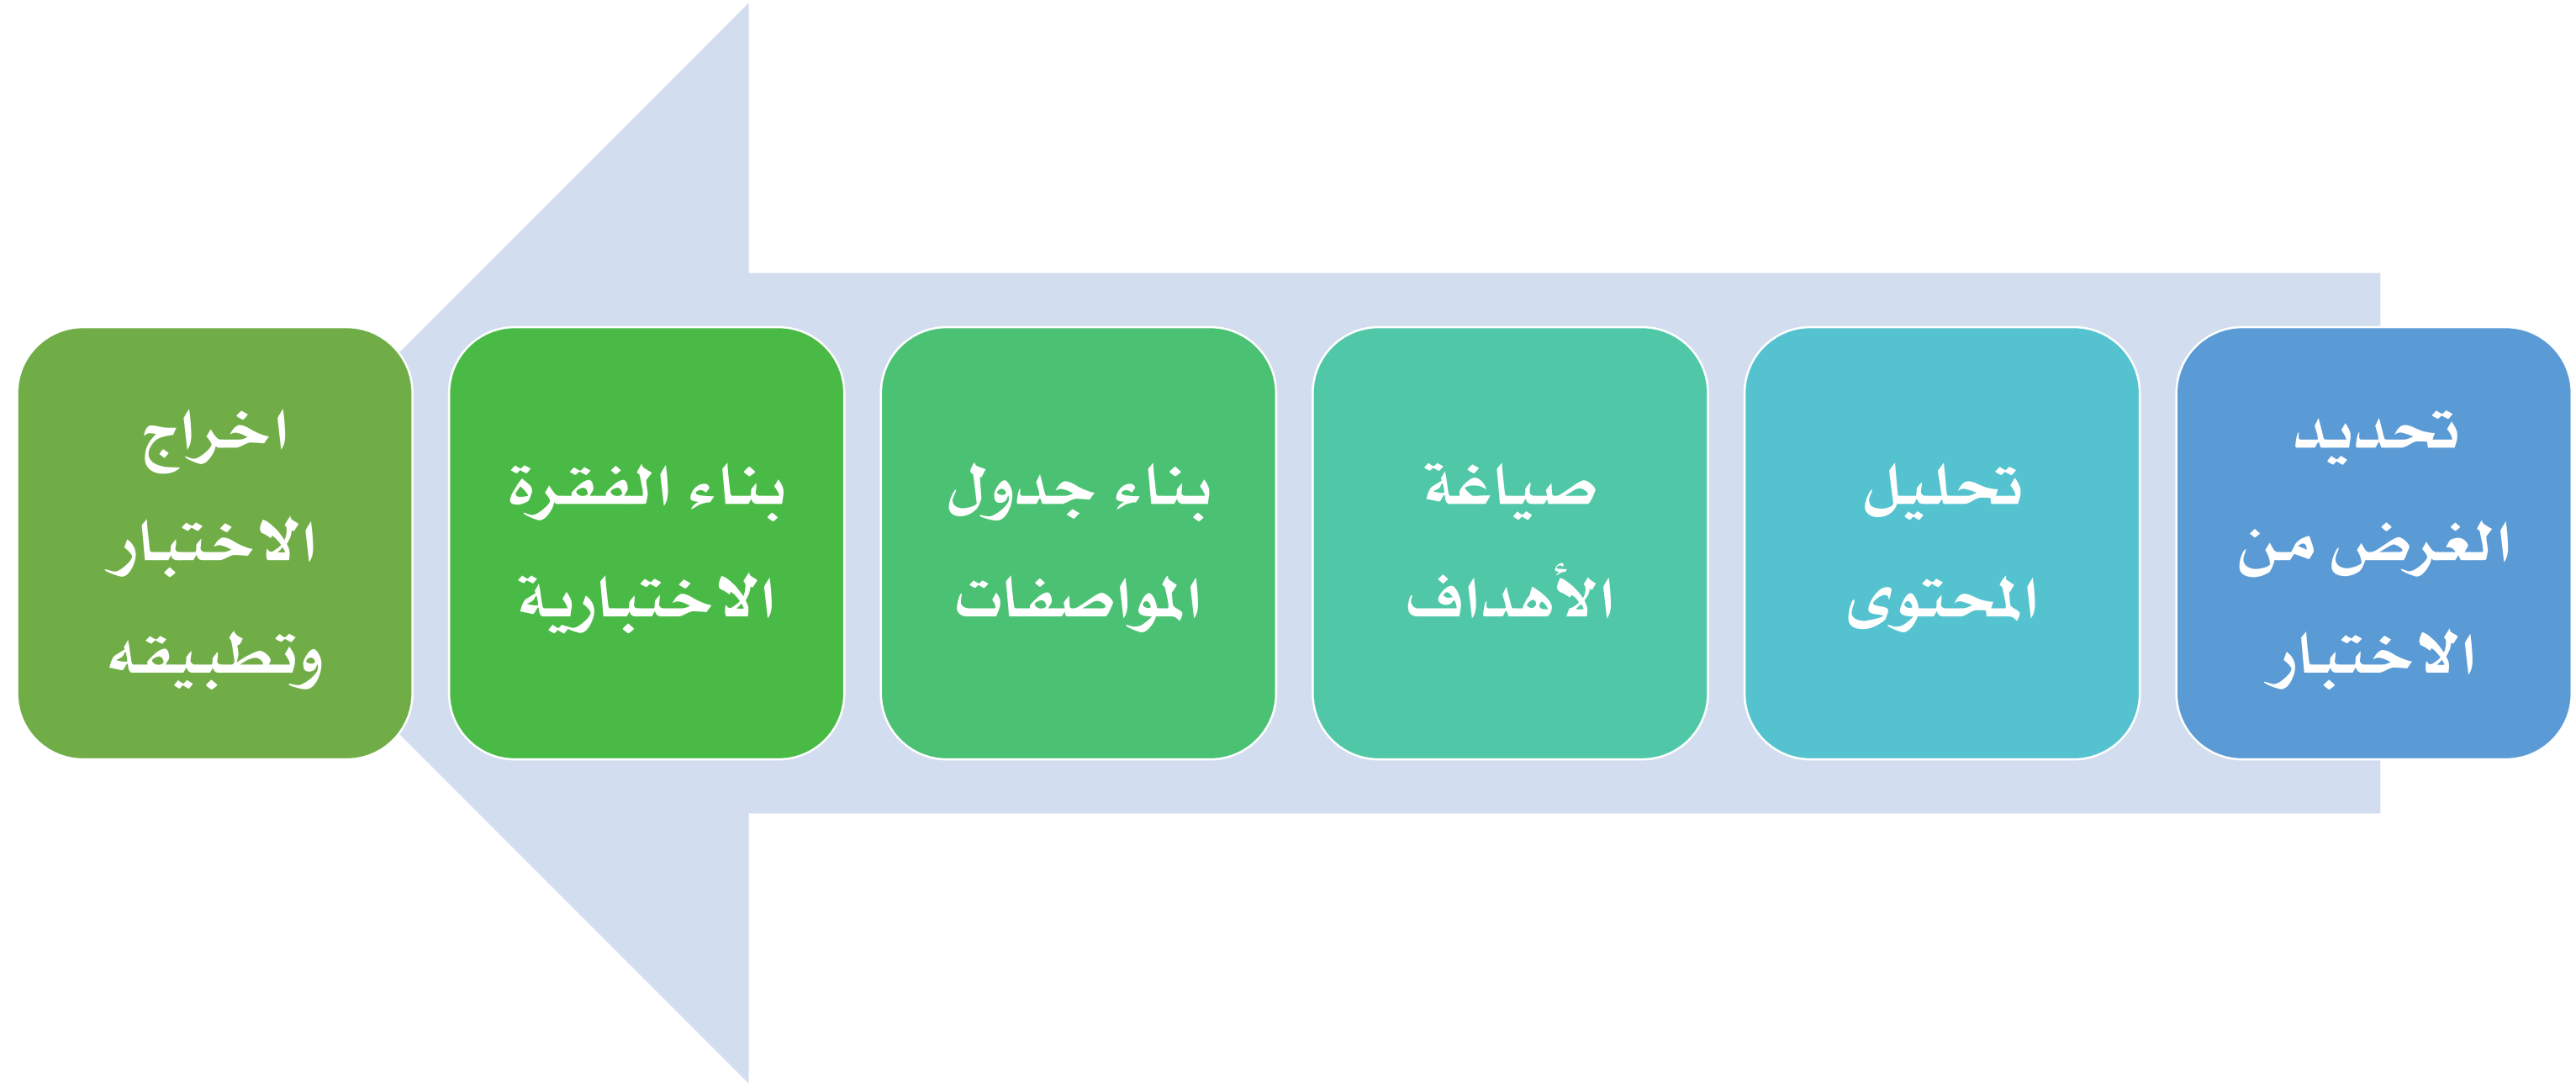 تحديد
الغرض من
الاختبار
تحليل
المحتوى
صياغة
الأهداف
بناء جدول
المواصفات
بناء الفقرة
الاختبارية
اخراج
الاختبار
وتطبيقه